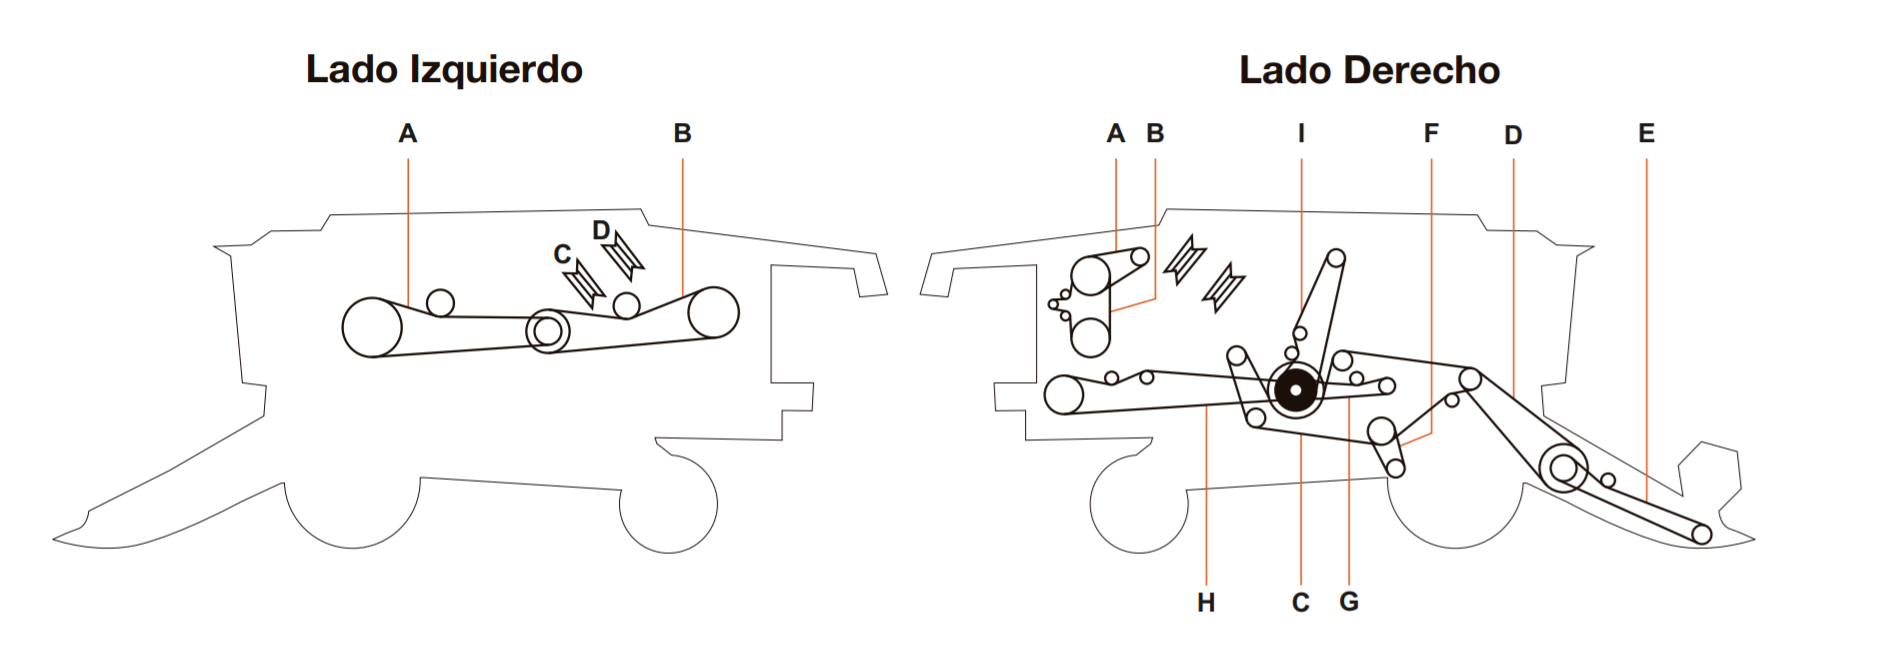 Lado Izquierdo
A B
D
C
Lado Derecho
A B I F D E
H C G